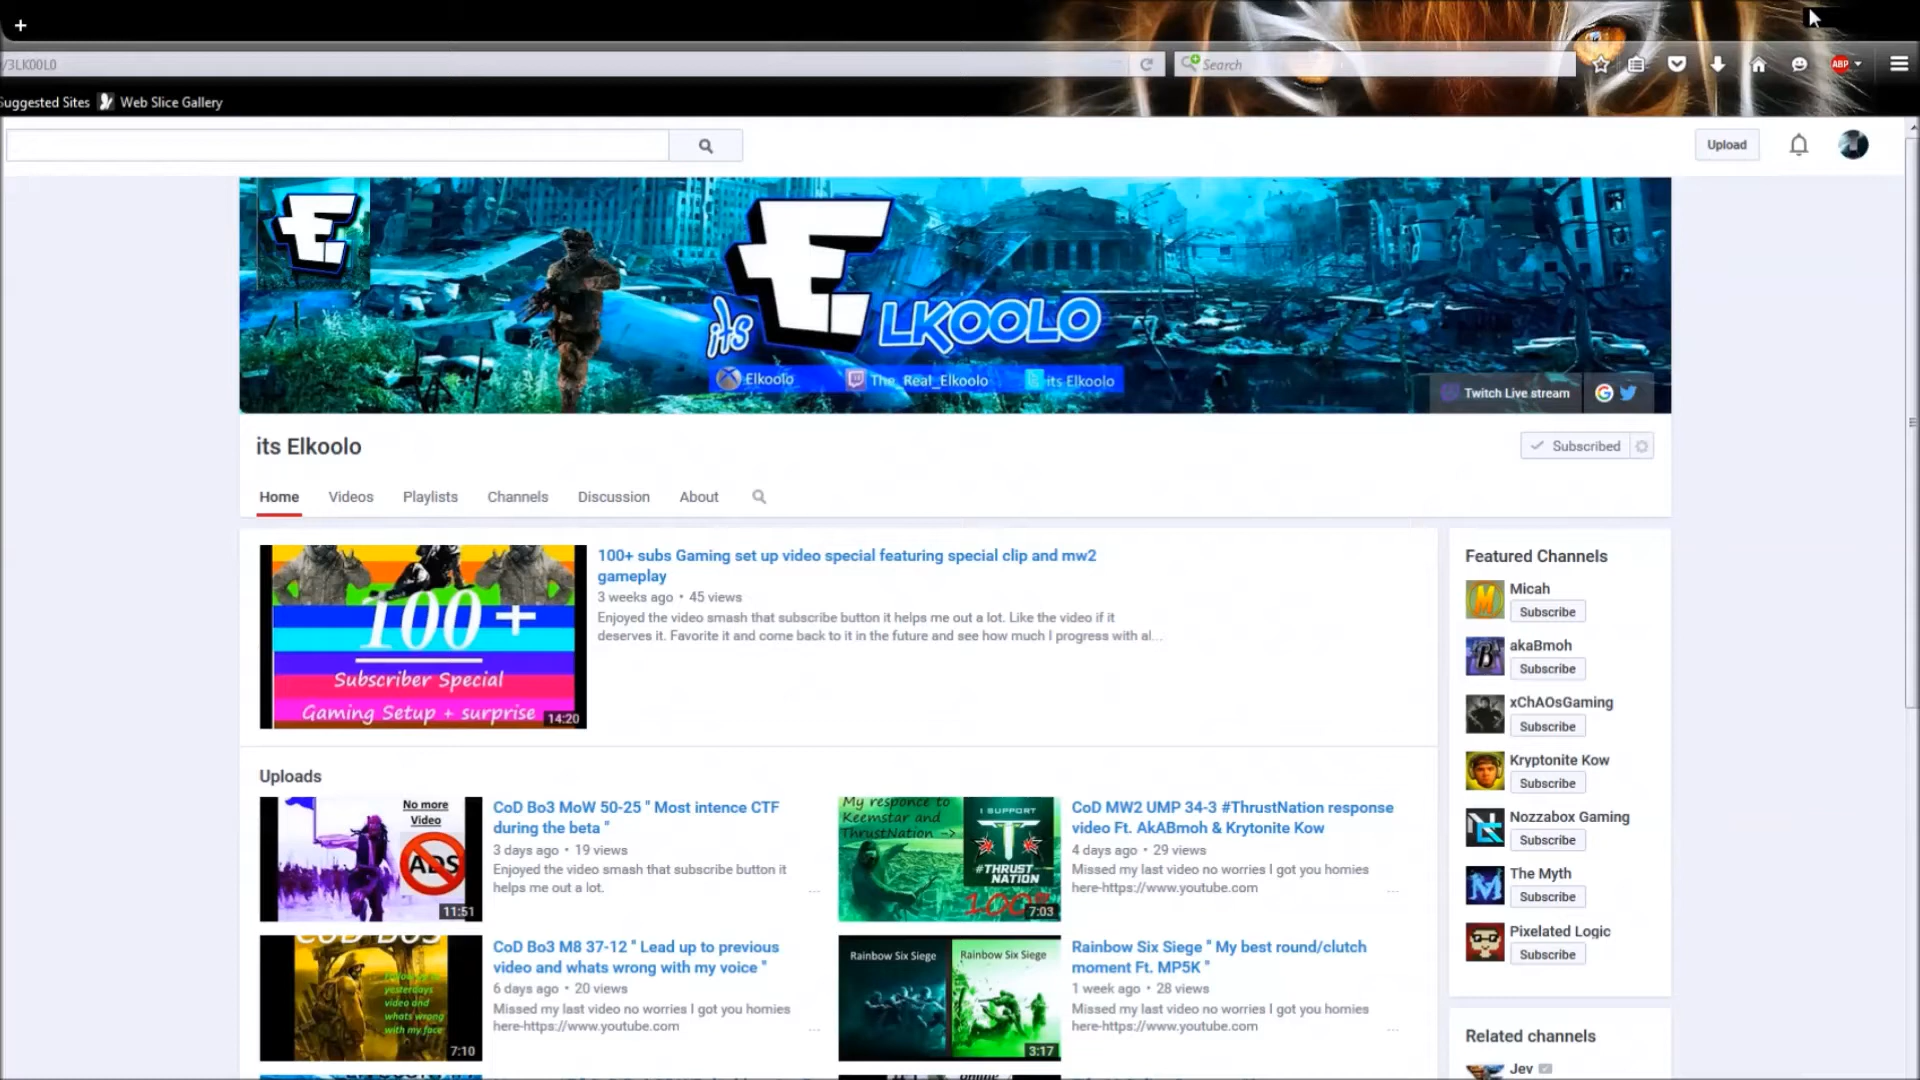 +
/3LK00L0
Search
ABP
Suggested Sites
Web Slice Gallery
Upload
E
its
E
LKOOLO
Elkoolo
The_Real_Elkoolo
its Elkoolo
Twitch Live stream
its Elkoolo
Subscribed
Home
Videos
Playlists
Channels
Discussion
About
100+
Subscriber Special
Gaming Setup + surprise
14:20
100+ subs Gaming set up video special featuring special clip and mw2
gameplay
3 weeks ago • 45 views
Enjoyed the video smash that subscribe button it helps me out a lot. Like the video if it
deserves it. Favorite it and come back to it in the future and see how much I progress with al...
Uploads
No more
Video
ADS
11:51
CoD Bo3 MoW 50-25 " Most intence CTF
during the beta "
3 days ago • 19 views
Enjoyed the video smash that subscribe button it
helps me out a lot.
...
My responce to
Keemstar and
ThrustNation ->
I SUPPORT
T
#THRUST
NATION
7:03
CoD MW2 UMP 34-3 #ThrustNation response
video Ft. AkABmoh & Krytonite Kow
4 days ago • 29 views
Missed my last video no worries I got you homies
here-https://www.youtube.com
...
COD BO3
yesterdays
video and
whats wrong
with my face
7:10
CoD Bo3 M8 37-12 " Lead up to previous
video and whats wrong with my voice "
6 days ago • 20 views
Missed my last video no worries I got you homies
here-https://www.youtube.com
...
Rainbow Six Siege
Rainbow Six Siege
3:17
Rainbow Six Siege " My best round/clutch
moment Ft. MP5K "
1 week ago • 28 views
Missed my last video no worries I got you homies
here-https://www.youtube.com
...
Featured Channels
Micah
Subscribe
akaBmoh
Subscribe
xChAOsGaming
Subscribe
Kryptonite Kow
Subscribe
Nozzabox Gaming
Subscribe
The Myth
Subscribe
Pixelated Logic
Subscribe
Related channels
Jev